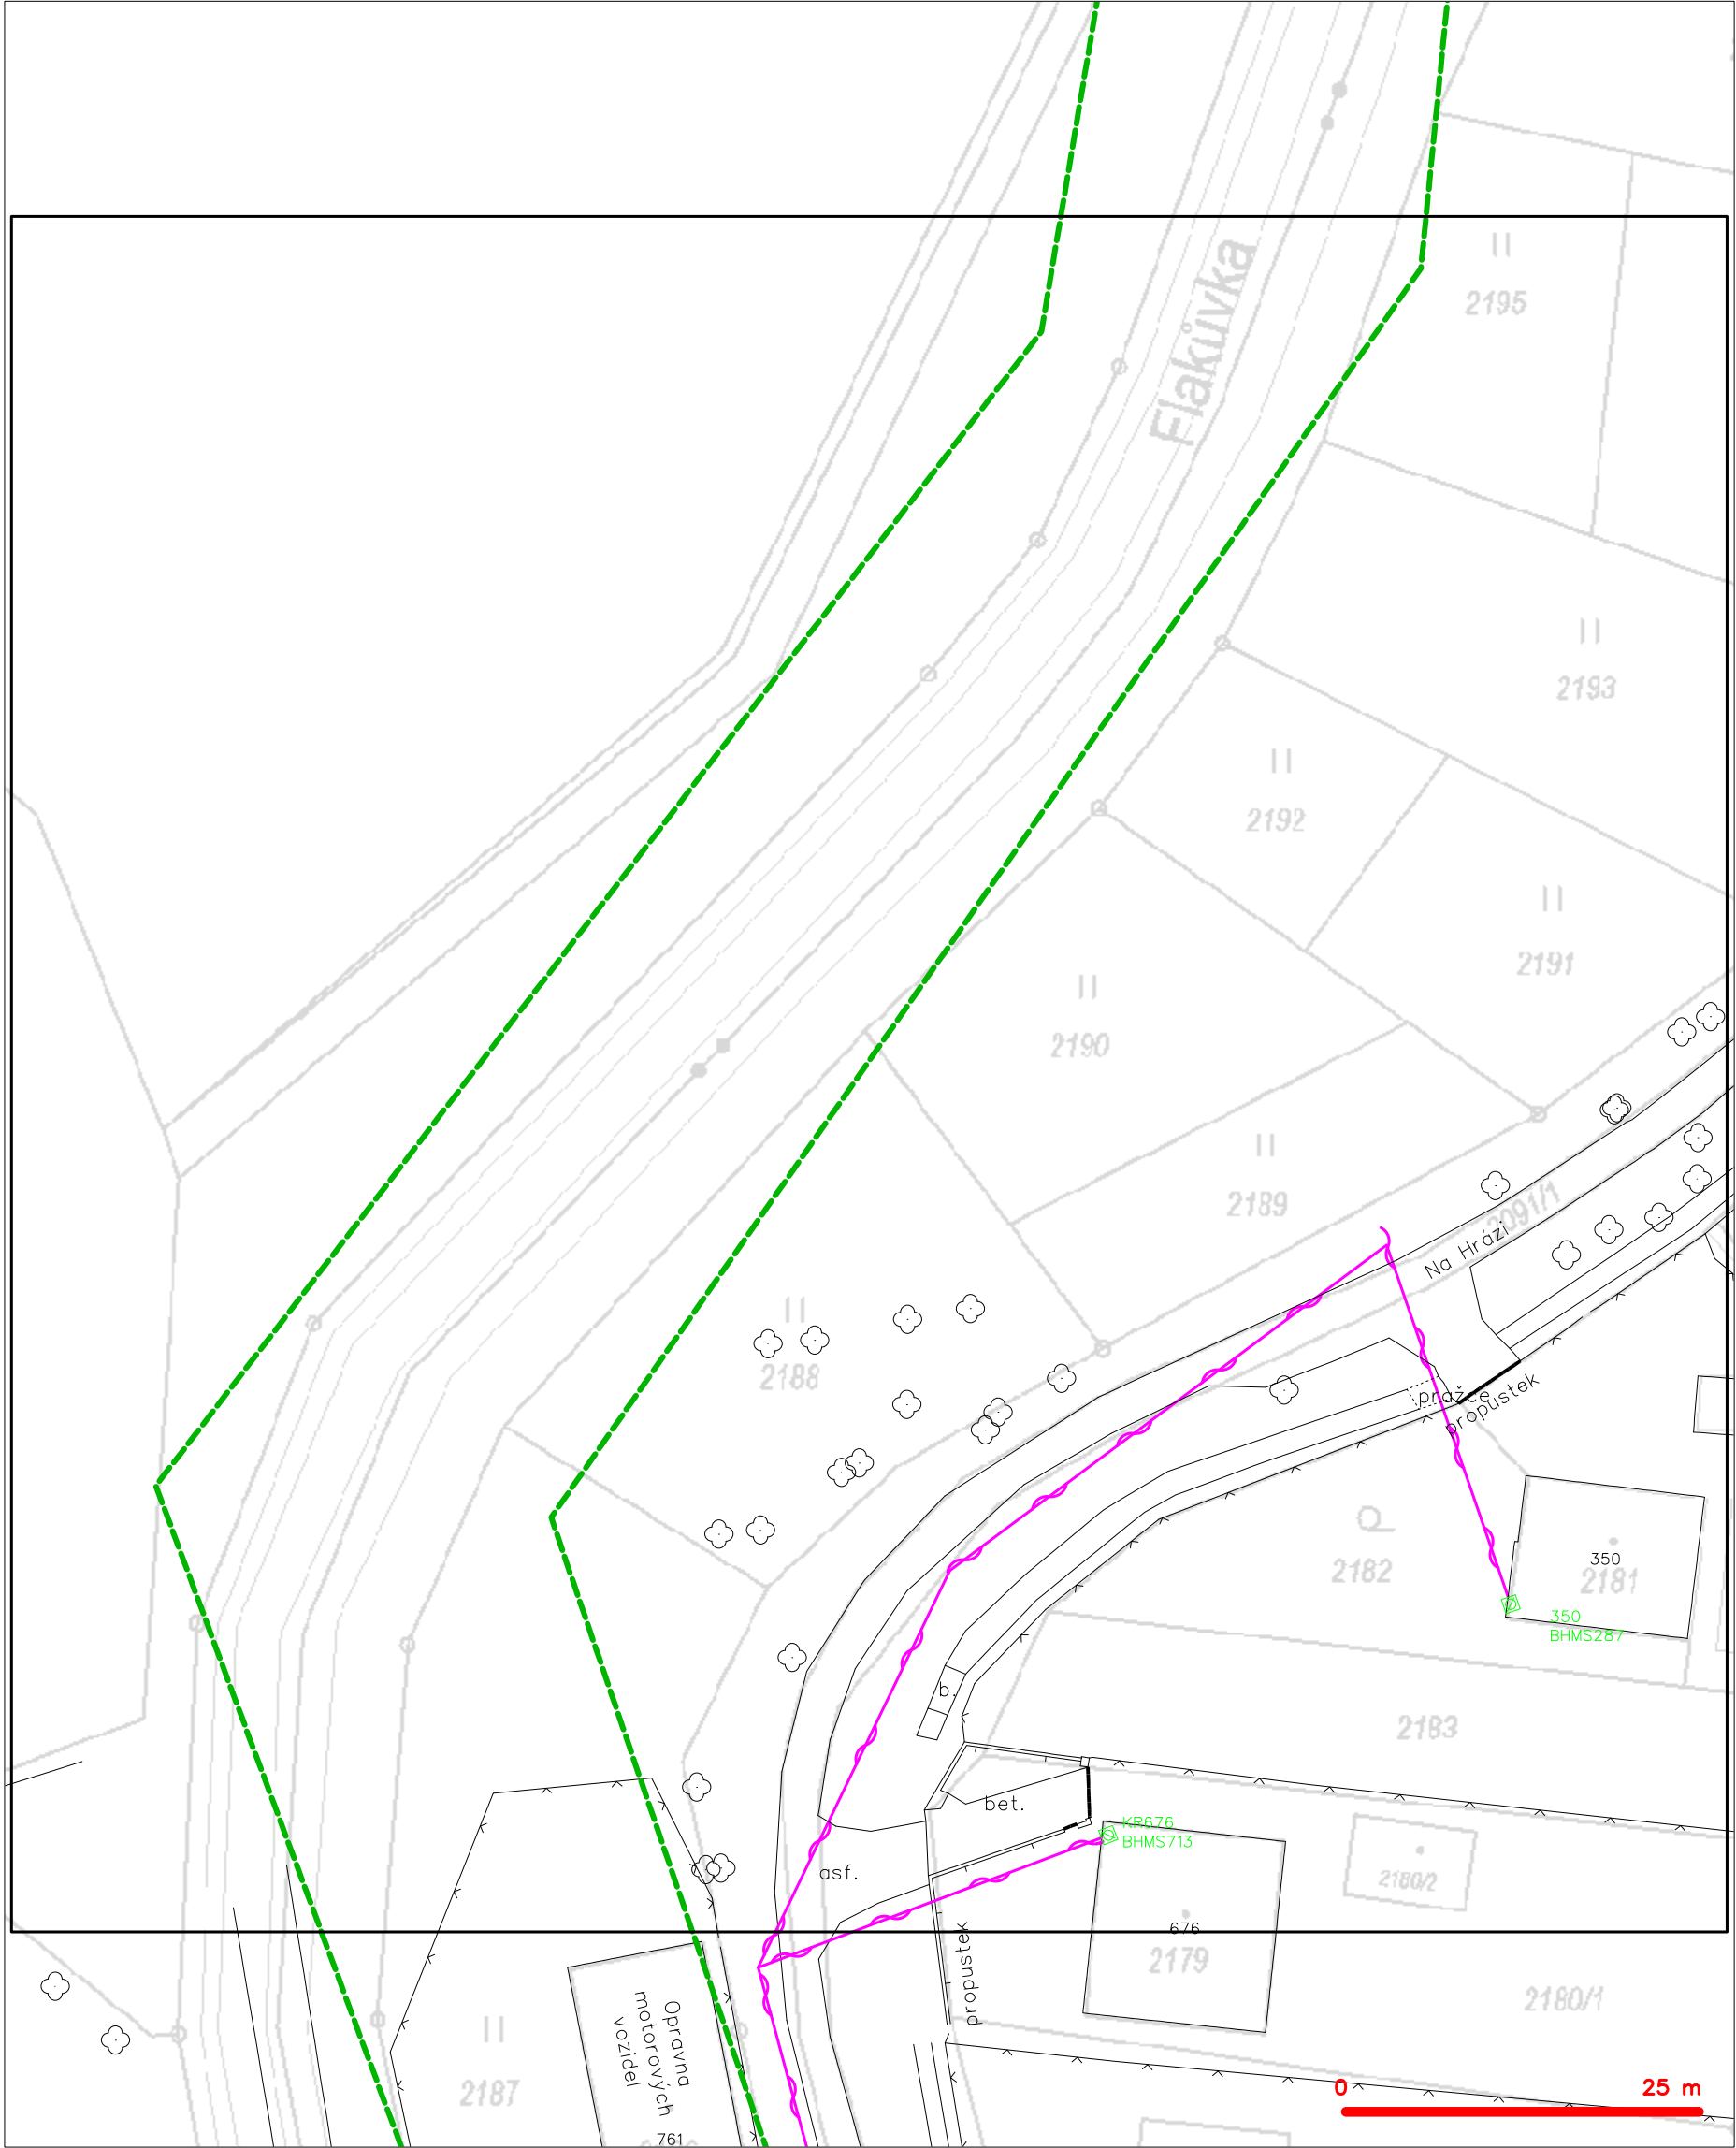 Flakůvka
2195
2193
2192
2191
2190
2189
2091/1
Na Hrázi
2188
pražce
propustek
2182
350
2181
350
BHMS287
b.
2183
bet.
KR676
BHMS713
asf.
2180/2
676
2179
propustek
2180/1
Opravna
motorových
vozidel
2187
761
0
25 m